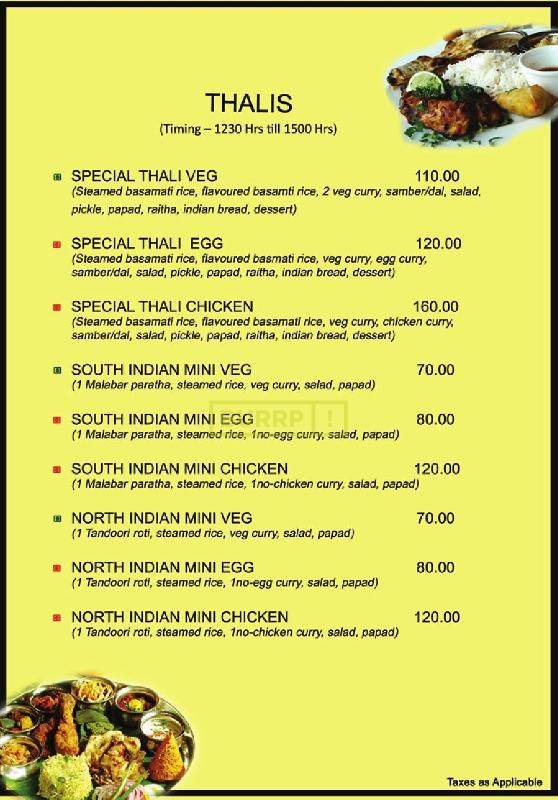 THALIS
(Timing – 1230 Hrs till 1500 Hrs)
SPECIAL THALI VEG 110.00
(Steamed basamati rice, flavoured basamti rice, 2 veg curry, samber/dal, salad,
pickle, papad, raitha, indian bread, dessert)
SPECIAL THALI EGG 120.00
(Steamed basamati rice, flavoured basmati rice, veg curry, egg curry,
samber/dal, salad, pickle, papad, raitha, indian bread, dessert)
SPECIAL THALI CHICKEN 160.00
(Steamed basamati rice, flavoured basamati rice, veg curry, chicken curry,
samber/dal, salad, pickle, papad, raitha, indian bread, dessert)
SOUTH INDIAN MINI VEG 70.00
(1 Malabar paratha, steamed rice, veg curry, salad, papad)
BURRP!
SOUTH INDIAN MINI EGG 80.00
(1 Malabar paratha, steamed rice, 1no-egg curry, salad, papad)
SOUTH INDIAN MINI CHICKEN 120.00
(1 Malabar paratha, steamed rice, 1no-chicken curry, salad, papad)
NORTH INDIAN MINI VEG 70.00
(1 Tandoori roti, steamed rice, veg curry, salad, papad)
NORTH INDIAN MINI EGG 80.00
(1 Tandoori roti, steamed rice, 1no-egg curry, salad, papad)
NORTH INDIAN MINI CHICKEN 120.00
(1 Tandoori roti, steamed rice, 1no-chicken curry, salad, papad)
Taxes as Applicable